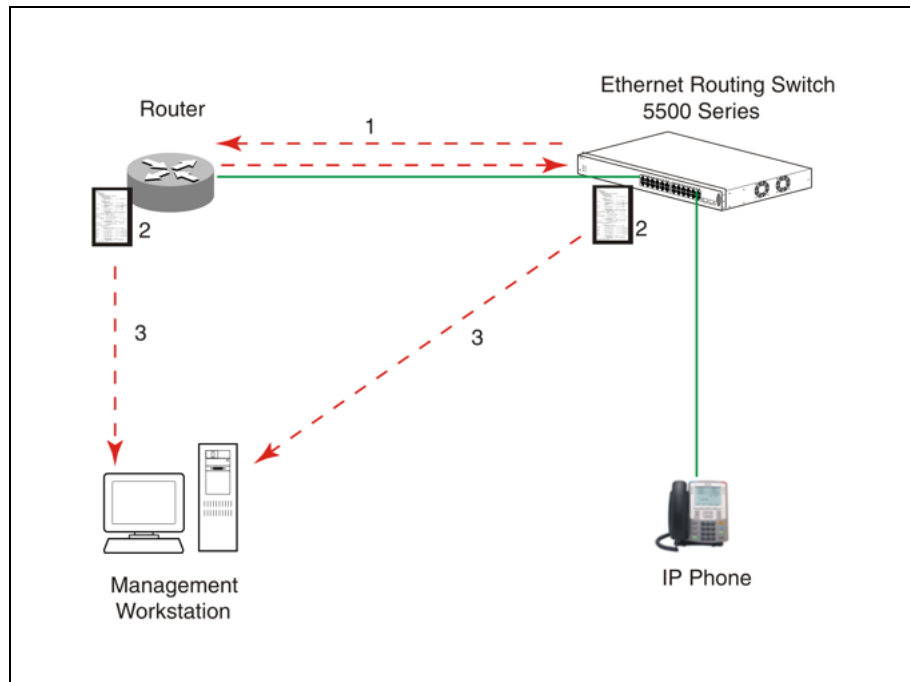 Ethernet Routing Switch
5500 Series
Router
1
2
2
3
3
Management
Workstation
IP Phone